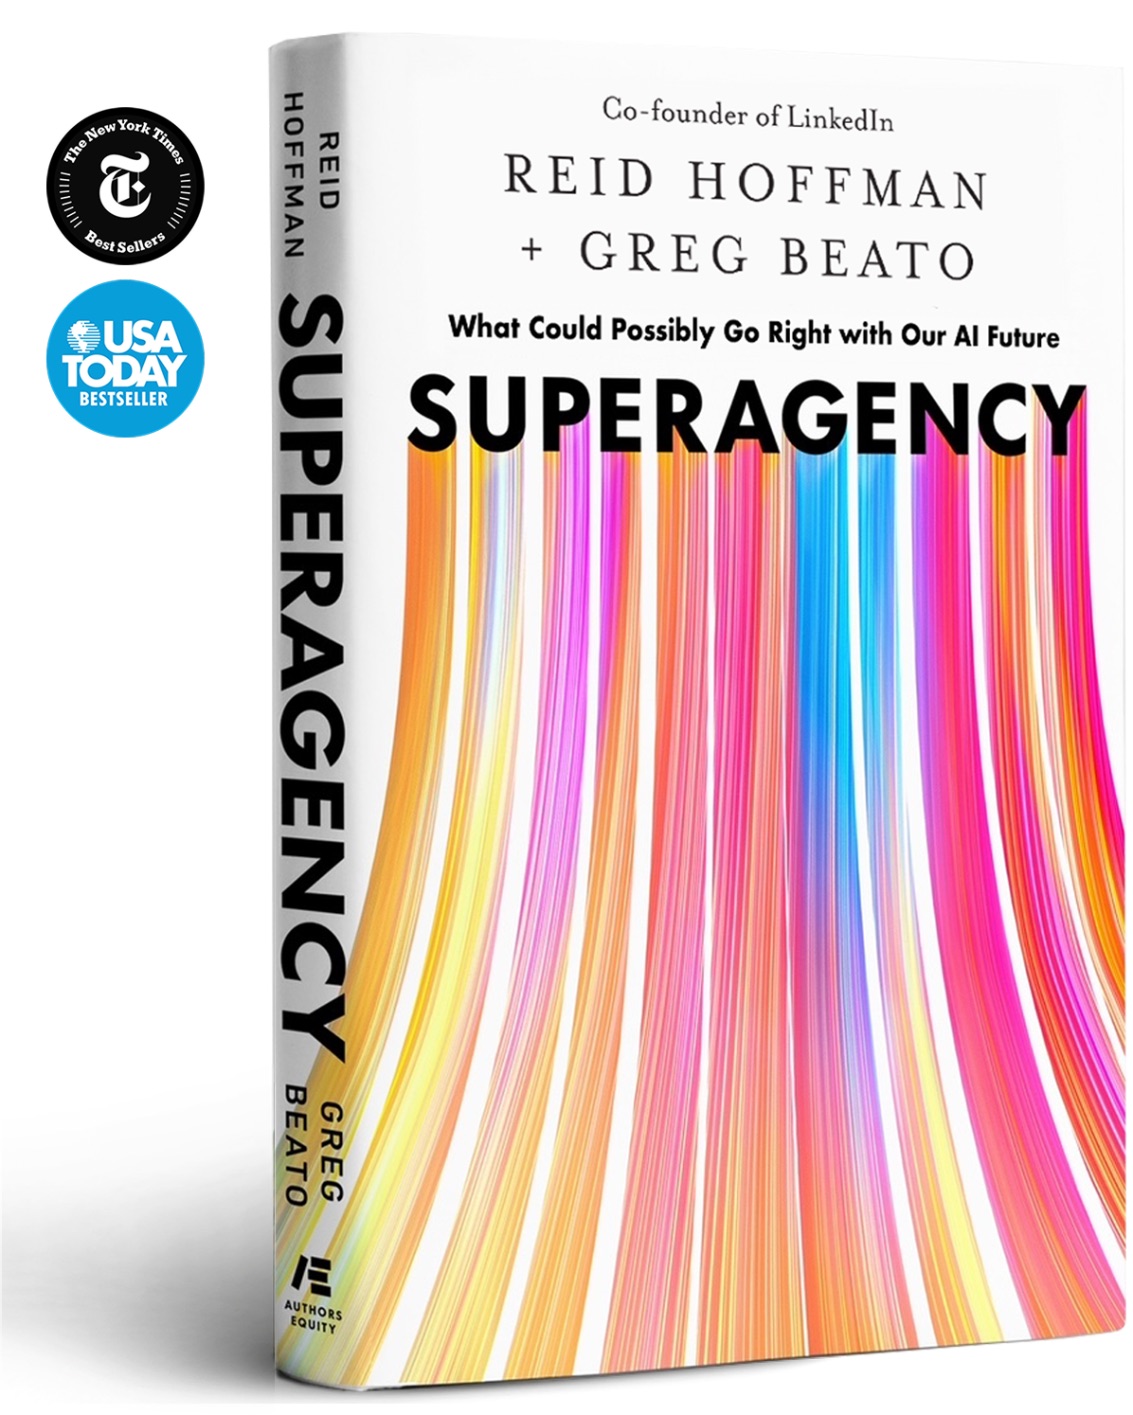 The New York Times
Best Sellers
USA
TODAY
BESTSELLER
REID
HOFFMAN
SUPERAGENCY
GREG
BEATO
AUTHORS
EQUITY
Co-founder of LinkedIn
REID HOFFMAN
+ GREG BEATO
What Could Possibly Go Right with Our AI Future
SUPERAGENCY